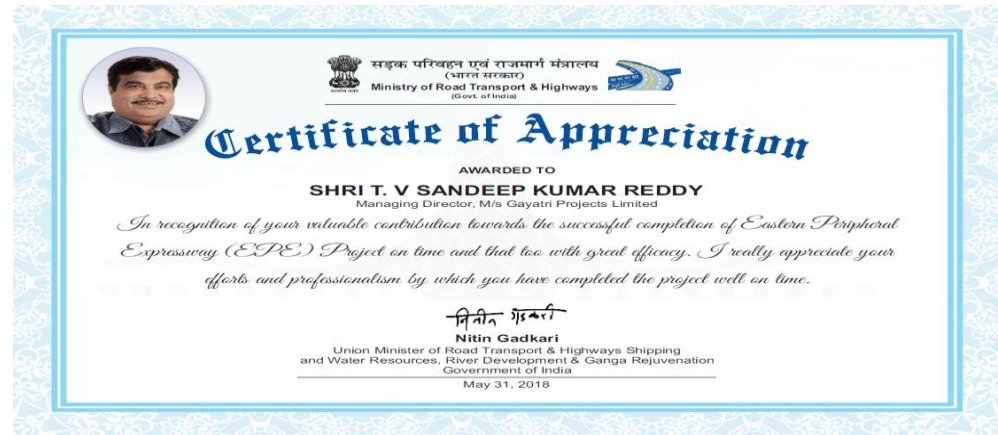 सड़क परिवहन एवं राजमार्ग मंत्रालय
(भारत सरकार)
Ministry of Road Transport & Highways
(Govt. of India)
Certificate of Appreciation
AWARDED TO
SHRI T. V SANDEEP KUMAR REDDY
Managing Director, M/s Gayatri Projects Limited
In recognition of your valuable contribution towards the successful completion of Eastern Peripheral
Expressway (EPE) Project on time and that too with great efficacy. I really appreciate your
efforts and professionalism by which you have completed the project well on time.
नितीन गडकरी
Nitin Gadkari
Union Minister of Road Transport & Highways Shipping
and Water Resources, River Development & Ganga Rejuvenation
Government of India
May 31, 2018